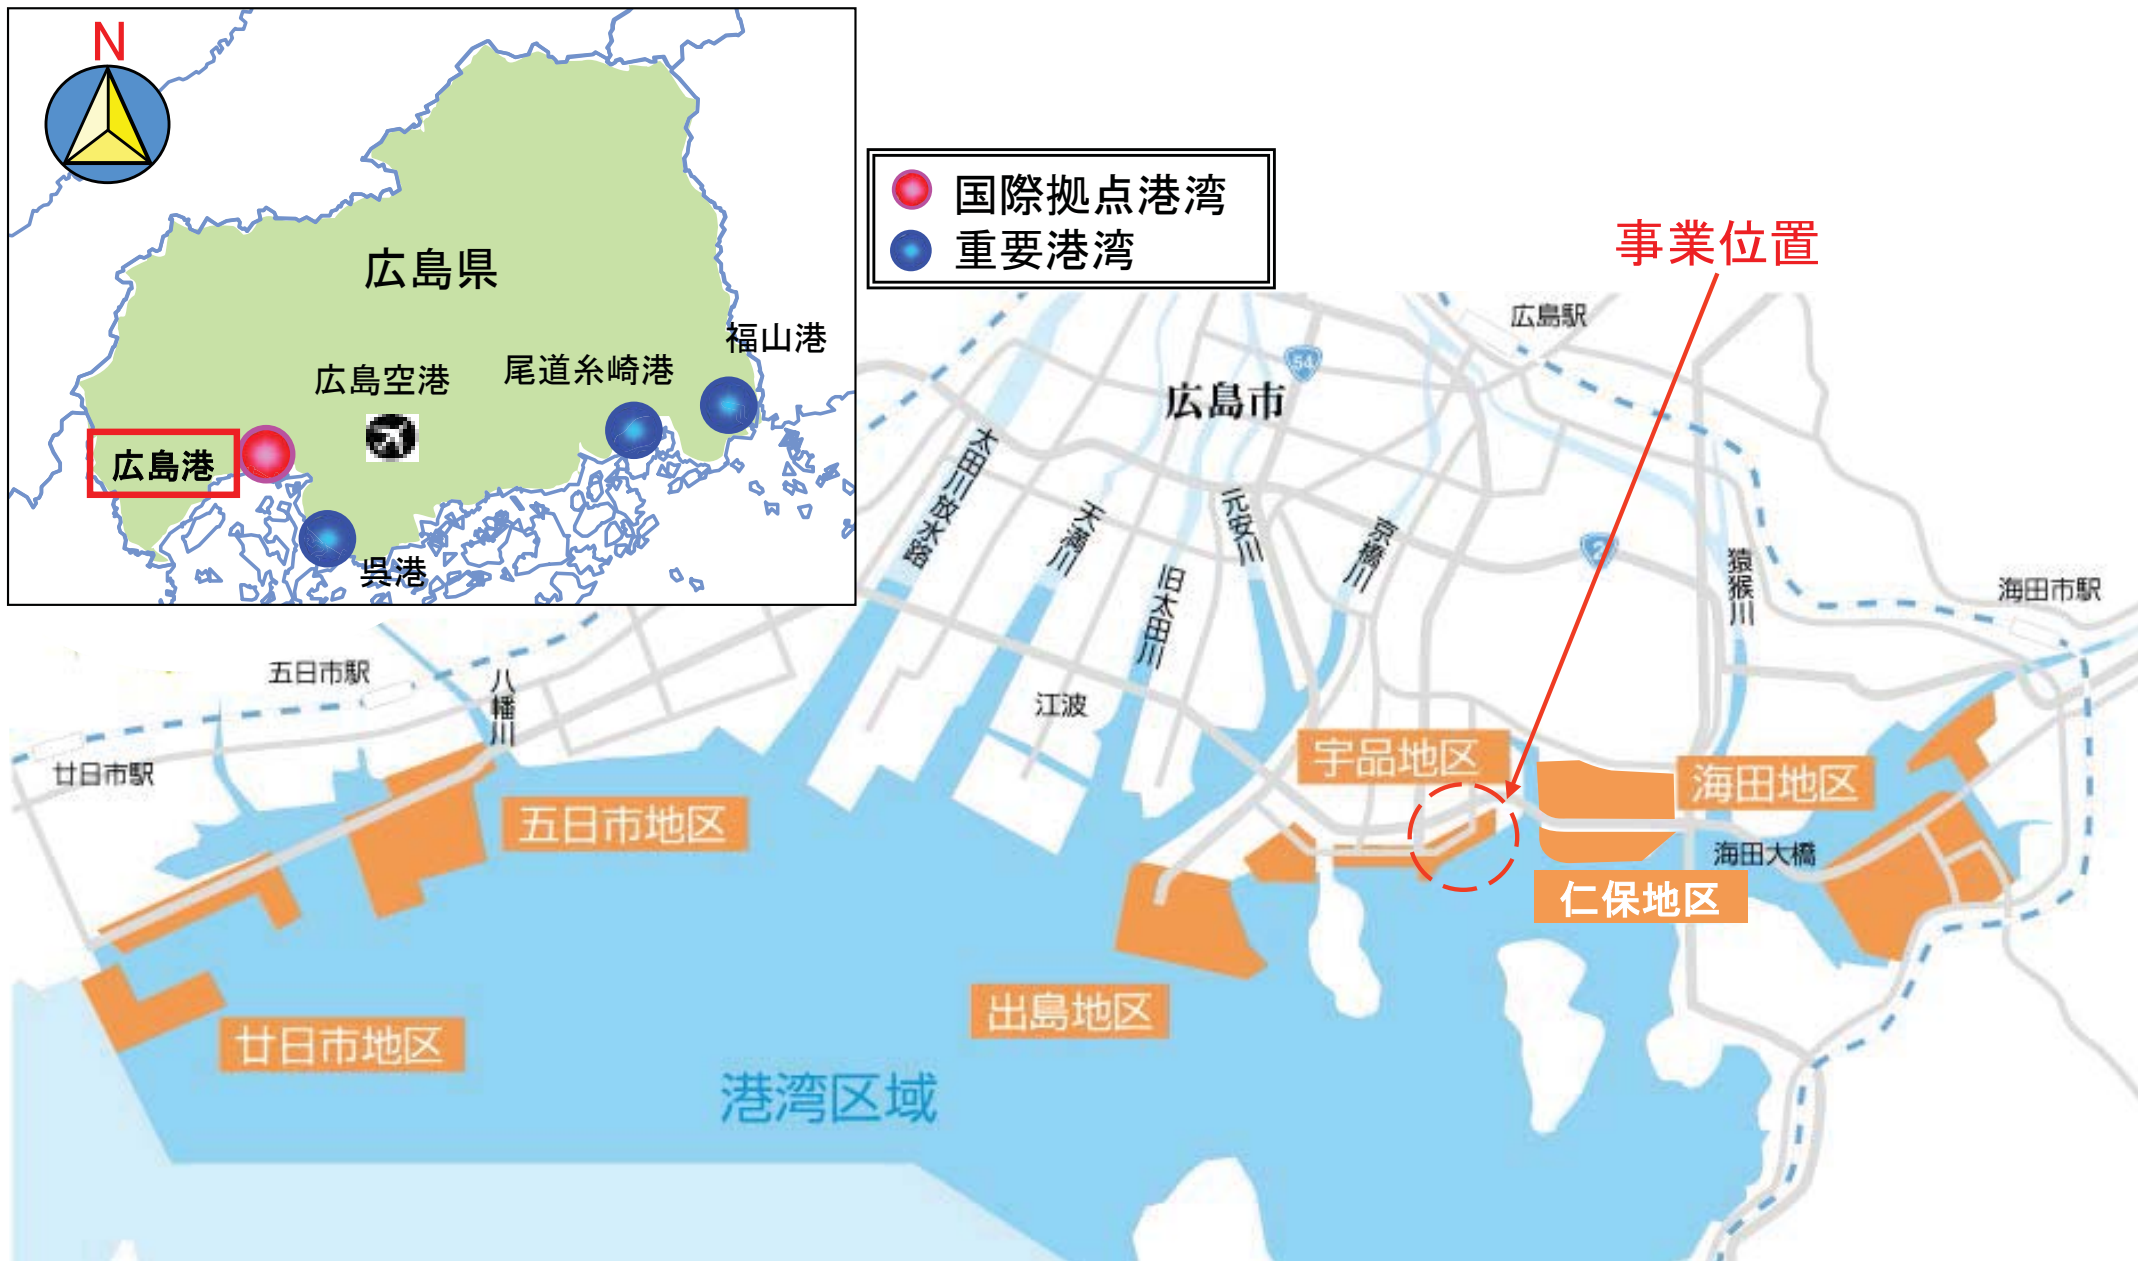 N
広島県
福山港
尾道糸崎港
広島空港
広島港
呉港
国際拠点港湾
重要港湾
事業位置
広島駅
54
広島市
太田川放水路
天満川
旧太田川
元安川
京橋川
2
猿猴川
海田市駅
五日市駅
八幡川
江波
廿日市駅
宇品地区
海田地区
五日市地区
海田大橋
仁保地区
出島地区
廿日市地区
港湾区域